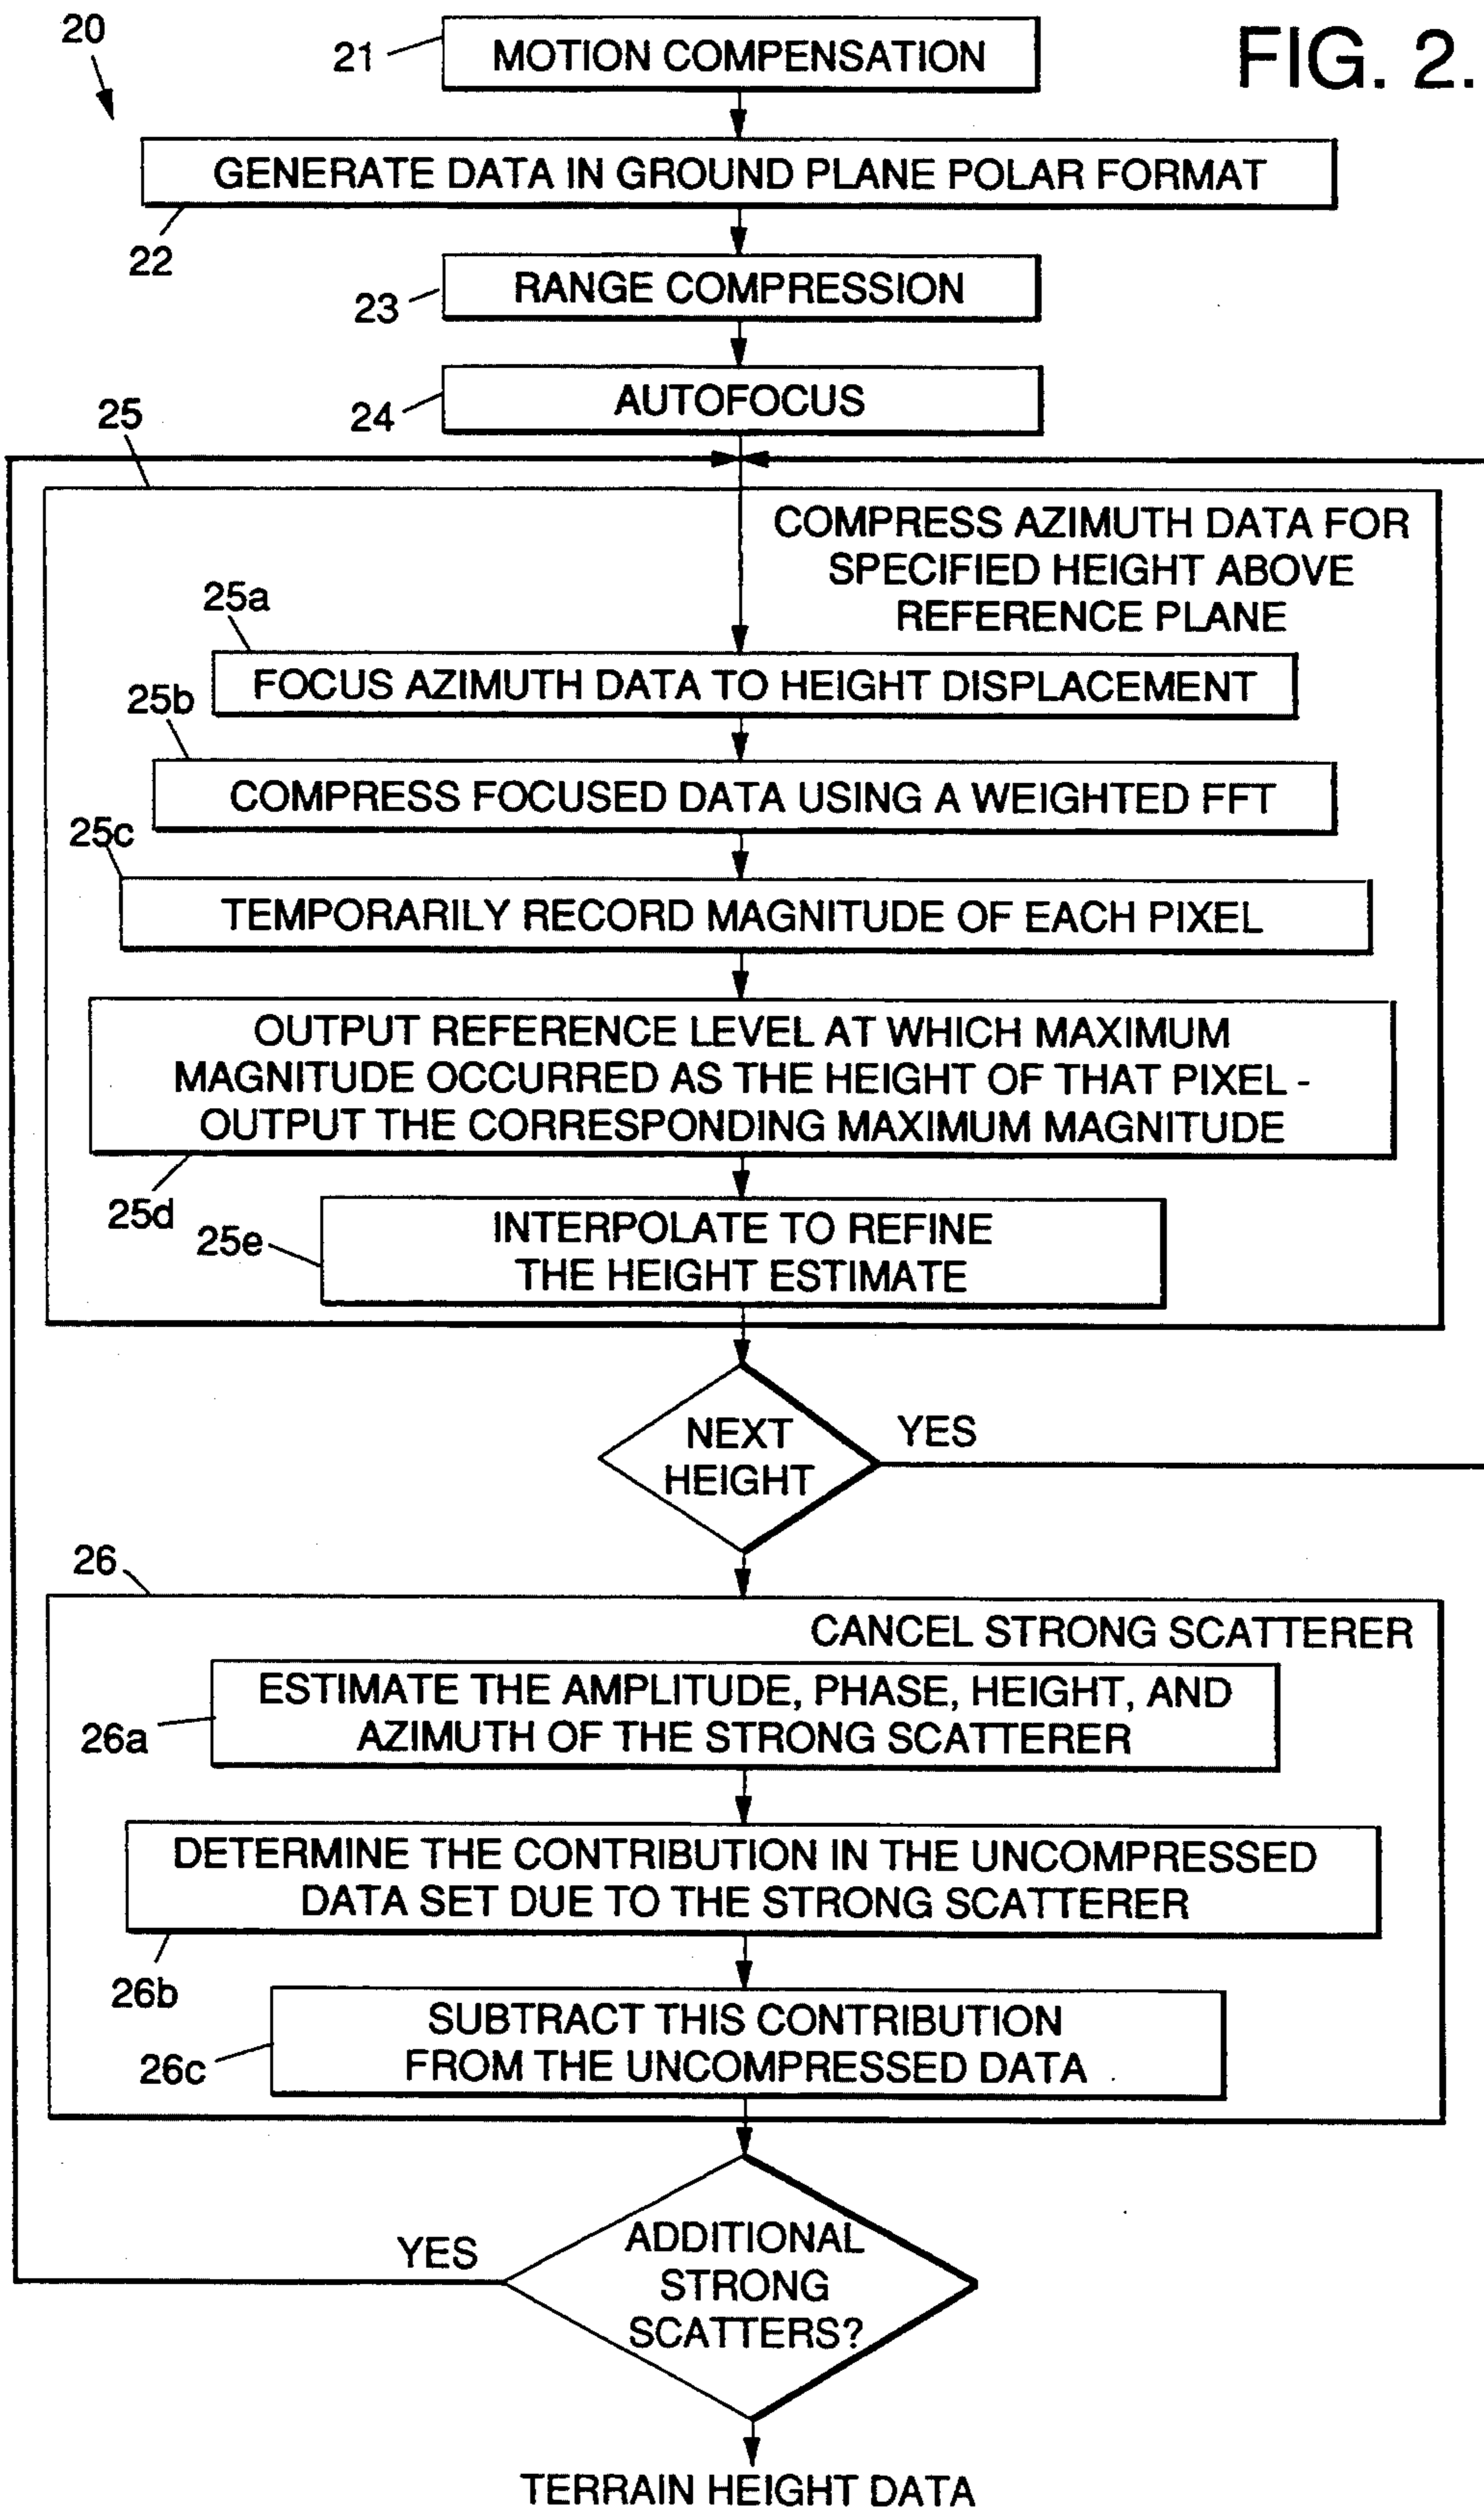 20
21
MOTION COMPENSATION
FIG. 2.
GENERATE DATA IN GROUND PLANE POLAR FORMAT
22
RANGE COMPRESSION
23
AUTOFOCUS
24
25
COMPRESS AZIMUTH DATA FOR
SPECIFIED HEIGHT ABOVE
REFERENCE PLANE
25a
FOCUS AZIMUTH DATA TO HEIGHT DISPLACEMENT
25b
COMPRESS FOCUSED DATA USING A WEIGHTED FFT
25c
TEMPORARILY RECORD MAGNITUDE OF EACH PIXEL
OUTPUT REFERENCE LEVEL AT WHICH MAXIMUM
MAGNITUDE OCCURRED AS THE HEIGHT OF THAT PIXEL -
OUTPUT THE CORRESPONDING MAXIMUM MAGNITUDE
25d
25e
INTERPOLATE TO REFINE
THE HEIGHT ESTIMATE
NEXT
HEIGHT
YES
26
CANCEL STRONG SCATTERER
ESTIMATE THE AMPLITUDE, PHASE, HEIGHT, AND
AZIMUTH OF THE STRONG SCATTERER
26a
DETERMINE THE CONTRIBUTION IN THE UNCOMPRESSED
DATA SET DUE TO THE STRONG SCATTERER
26b
SUBTRACT THIS CONTRIBUTION
FROM THE UNCOMPRESSED DATA
26c
YES
ADDITIONAL
STRONG
SCATTERS?
TERRAIN HEIGHT DATA